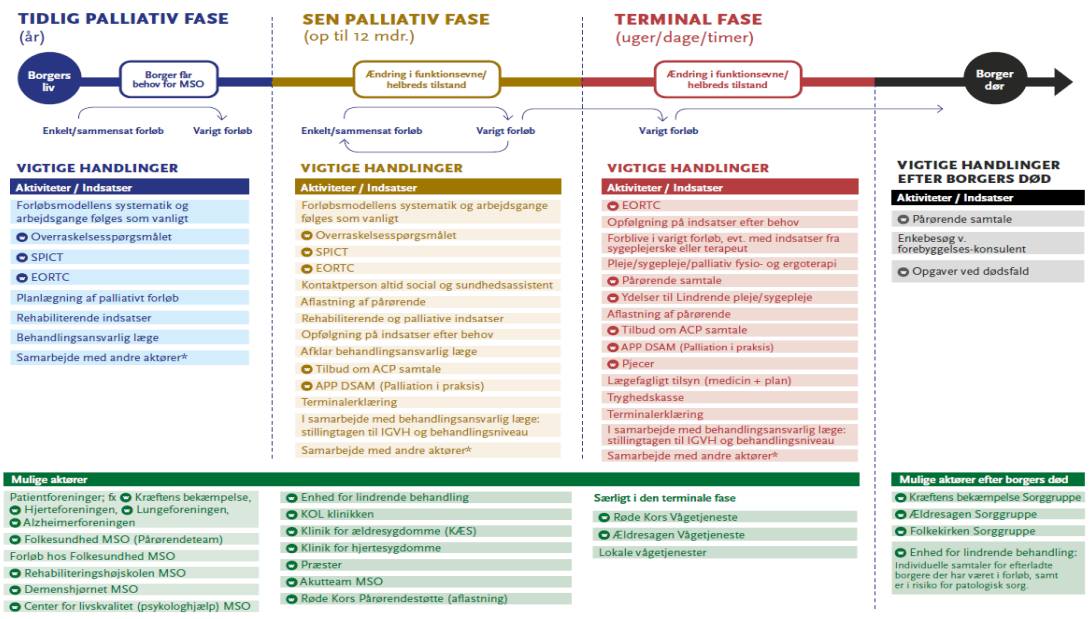 TIDLIG PALLIATIV FASE
(år)
SEN PALLIATIV FASE
(op til 12 mdr.)
TERMINAL FASE
(uger/dage/timer)
Borgers
liv
Borger får
behov for MSO
Ændring i funktionsevne/
helbreds tilstand
Ændring i funktionsevne/
helbreds tilstand
Borger
dør
Enkelt/sammensat forløb
Varigt forløb
Enkelt/sammensat forløb
Varigt forløb
Varigt forløb
VIGTIGE HANDLINGER
Aktiviteter / Indsatser
Forløbsmodellens systematik og
arbejdsgange følges som vanligt
Overraskelsesspørgsmålet
SPICT
EORTC
Planlægning af palliativt forløb
Rehabiliterende indsatser
Behandlingsansvarlig læge
Samarbejde med andre aktører*
VIGTIGE HANDLINGER
Aktiviteter / Indsatser
Forløbsmodellens systematik og arbejdsgange
følges som vanligt
Overraskelsesspørgsmålet
SPICT
EORTC
Kontaktperson altid social og sundhedsassistent
Aflastning af pårørende
Rehabiliterende og palliative indsatser
Opfølgning på indsatser efter behov
Afklar behandlingsansvarlig læge
Tilbud om ACP samtale
APP DSAM (Palliation i praksis)
Terminalerklæring
I samarbejde med behandlingsansvarlig læge:
stillingtagen til IGVH og behandlingsniveau
Samarbejde med andre aktører*
VIGTIGE HANDLINGER
Aktiviteter / Indsatser
EORTC
Opfølgning på indsatser efter behov
Forblive i varigt forløb, evt. med indsatser fra
sygeplejerske eller terapeut
Pleje/sygepleje/palliativ fysio- og ergoterapi
Pårørende samtale
Ydelser til Lindrende pleje/sygepleje
Aflastning af pårørende
Tilbud om ACP samtale
APP DSAM (Palliation i praksis)
Pjecer
Lægefagligt tilsyn (medicin + plan)
Tryghedskasse
Terminalerklæring
I samarbejde med behandlingsansvarlig læge:
stillingtagen til IGVH og behandlingsniveau
Samarbejde med andre aktører*
VIGTIGE HANDLINGER
EFTER BORGERS DØD
Aktiviteter / Indsatser
Pårørende samtale
Enkebesøg v.
forebyggelses-konsulent
Opgaver ved dødsfald
Mulige aktører
Patientforeninger; fx Kræftens bekæmpelse,
Hjerteforeningen, Lungeforeningen,
Alzheimerforeningen
Folkesundhed MSO (Pårørendeteam)
Forløb hos Folkesundhed MSO
Rehabiliteringshøjskolen MSO
Demenshjørnet MSO
Center for livskvalitet (psykologhjælp) MSO
Enhed for lindrende behandling
KOL klinikken
Klinik for ældresygdomme (KÆS)
Klinik for hjertesygdomme
Præster
Akutteam MSO
Røde Kors Pårørendestøtte (aflastning)
Særligt i den terminale fase
Røde Kors Vågetjeneste
Ældresagen Vågetjeneste
Lokale vågetjenester
Mulige aktører efter borgers død
Kræftens bekæmpelse Sorggruppe
Ældresagen Sorggruppe
Folkekirken Sorggruppe
Enhed for lindrende behandling:
Individuelle samtaler for efterladte
borgere der har været i forløb, samt
er i risiko for patologisk sorg.